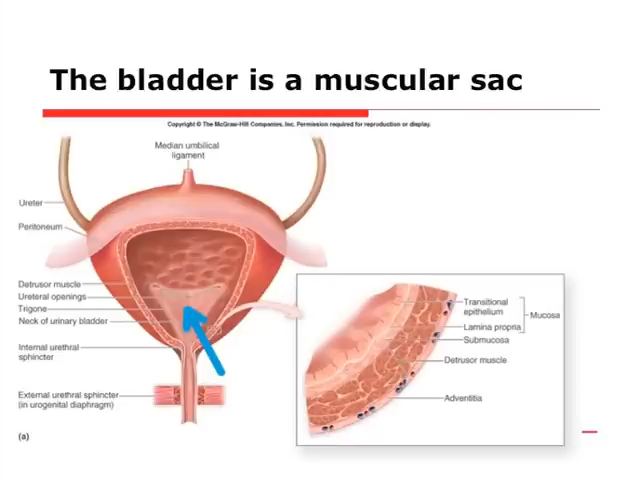 The bladder is a muscular sac
Copyright © The McGraw-Hill Companies, Inc. Permission required for reproduction or display.
Median umbilical
ligament
Ureter
Peritoneum
Detrusor muscle
Ureteral openings
Trigone
Neck of urinary bladder
Internal urethral
sphincter
External urethral sphincter
(in urogenital diaphragm)
(a)
Transitional
epithelium
Mucosa
Lamina propria
Submucosa
Detrusor muscle
Adventitia